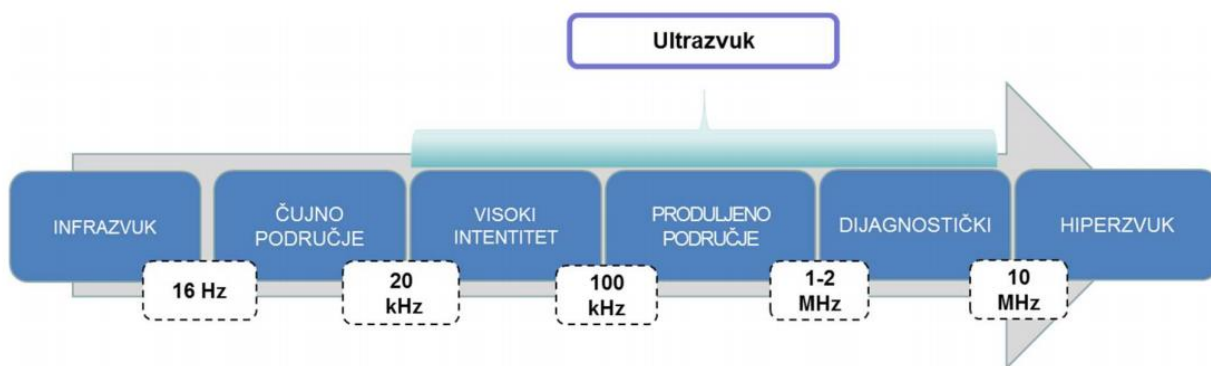 Ultrazvuk
INFRAZVUK
ČUJNO
PODRUČJE
VISOKI
INTENTITET
PRODULJENO
PODRUČJE
DIJAGNOSTIČKI
HIPERZVUK
16 Hz
20
kHz
100
kHz
1-2
MHz
10
MHz